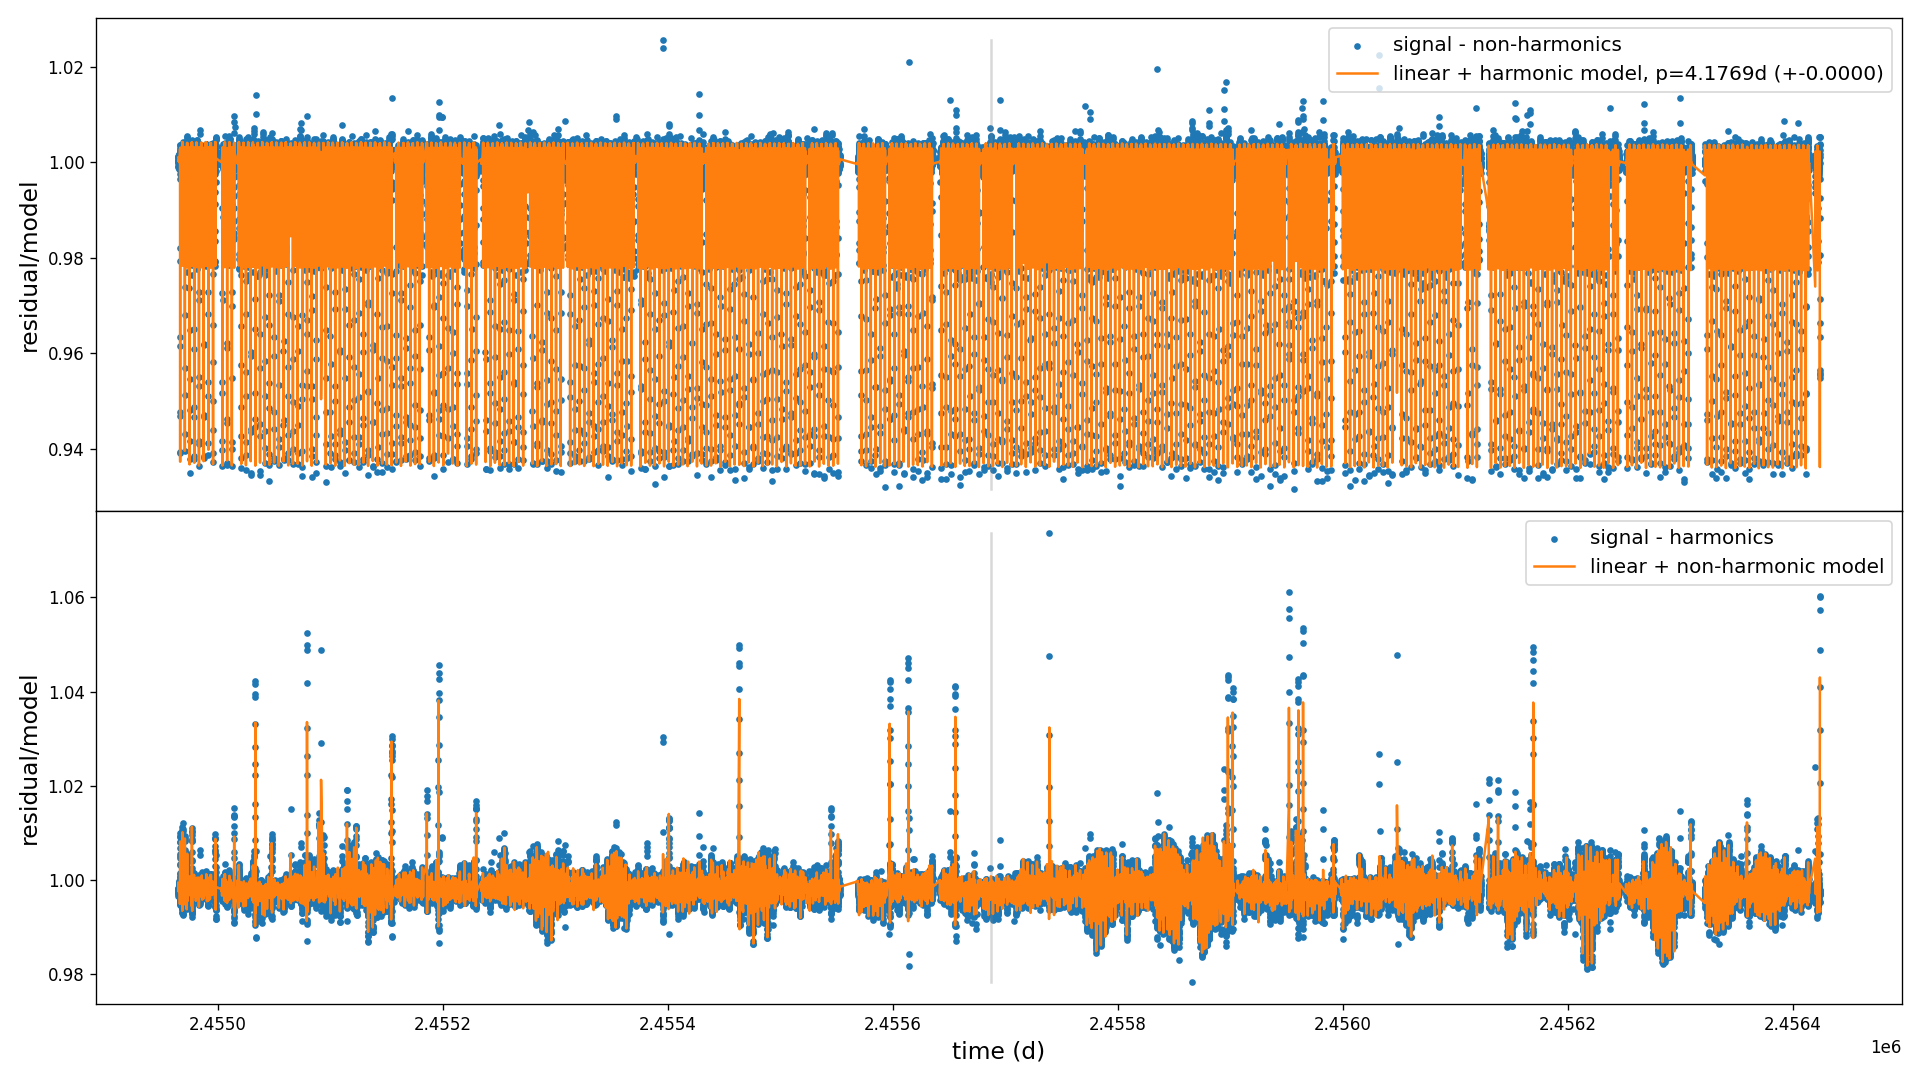 signal - non-harmonics
linear + harmonic model, p=4.1769d (+-0.0000)
1.02
1.00
0.98
0.96
0.94
residual/model
signal - harmonics
linear + non-harmonic model
1.06
1.04
1.02
1.00
0.98
residual/model
2.4550
2.4552
2.4554
2.4556
2.4558
2.4560
2.4562
2.4564
1e6
time (d)